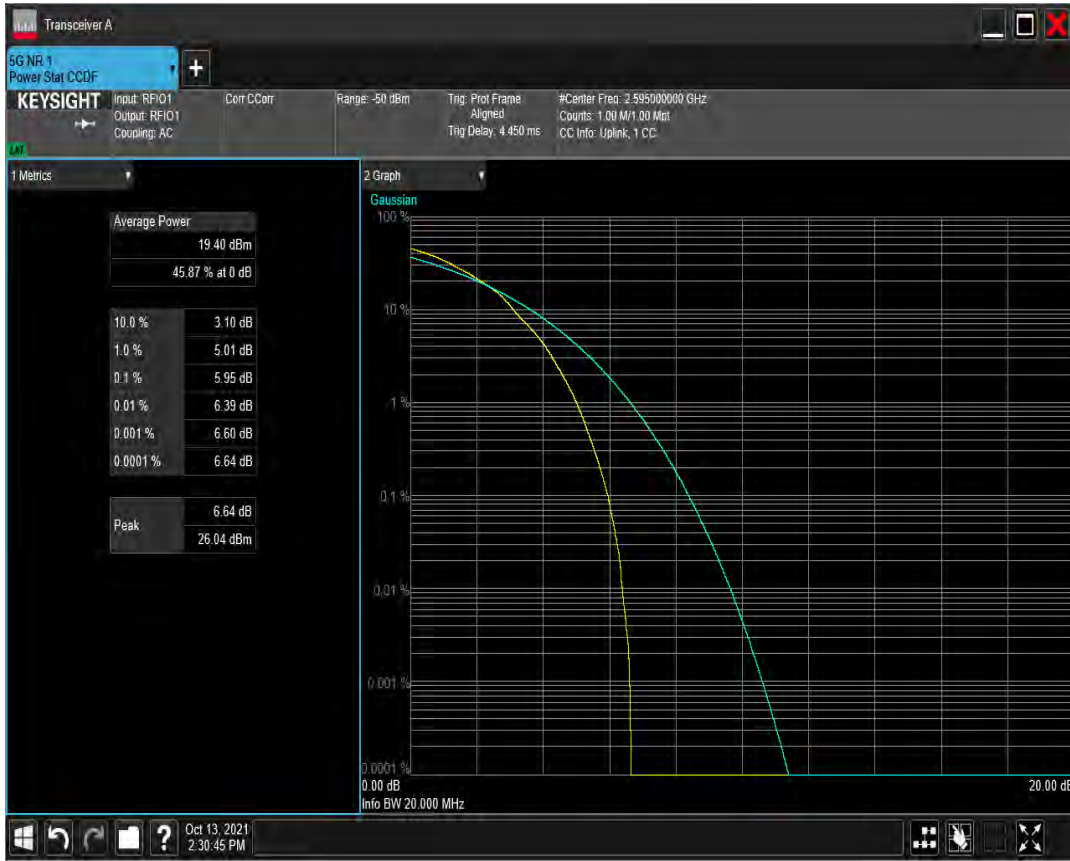 Transceiver A
5G NR 1
Power Stat CCDF
+
KEYSIGHT
Input: RFIO1
Output: RFIO1
Coupling: AC
Corr CCorr
Range: -50 dBm
Trig: Prot Frame
Aligned
Trig Delay: 4.450 ms
#Center Freq: 2.595000000 GHz
Counts: 1.00 M/1.00 Mpt
CC Info: Uplink, 1 CC
1 Metrics
Average Power
19.40 dBm
45.87 % at 0 dB
10.0 % 3.10 dB
1.0 % 5.01 dB
0.1 % 5.95 dB
0.01 % 6.39 dB
0.001 % 6.60 dB
0.0001 % 6.64 dB
Peak
6.64 dB
26.04 dBm
2 Graph
Gaussian
100 %
10 %
1 %
0.1 %
0.01 %
0.001 %
0.0001 %
0.00 dB
20.00 dB
Info BW 20.000 MHz
?
Oct 13, 2021
2:30:45 PM